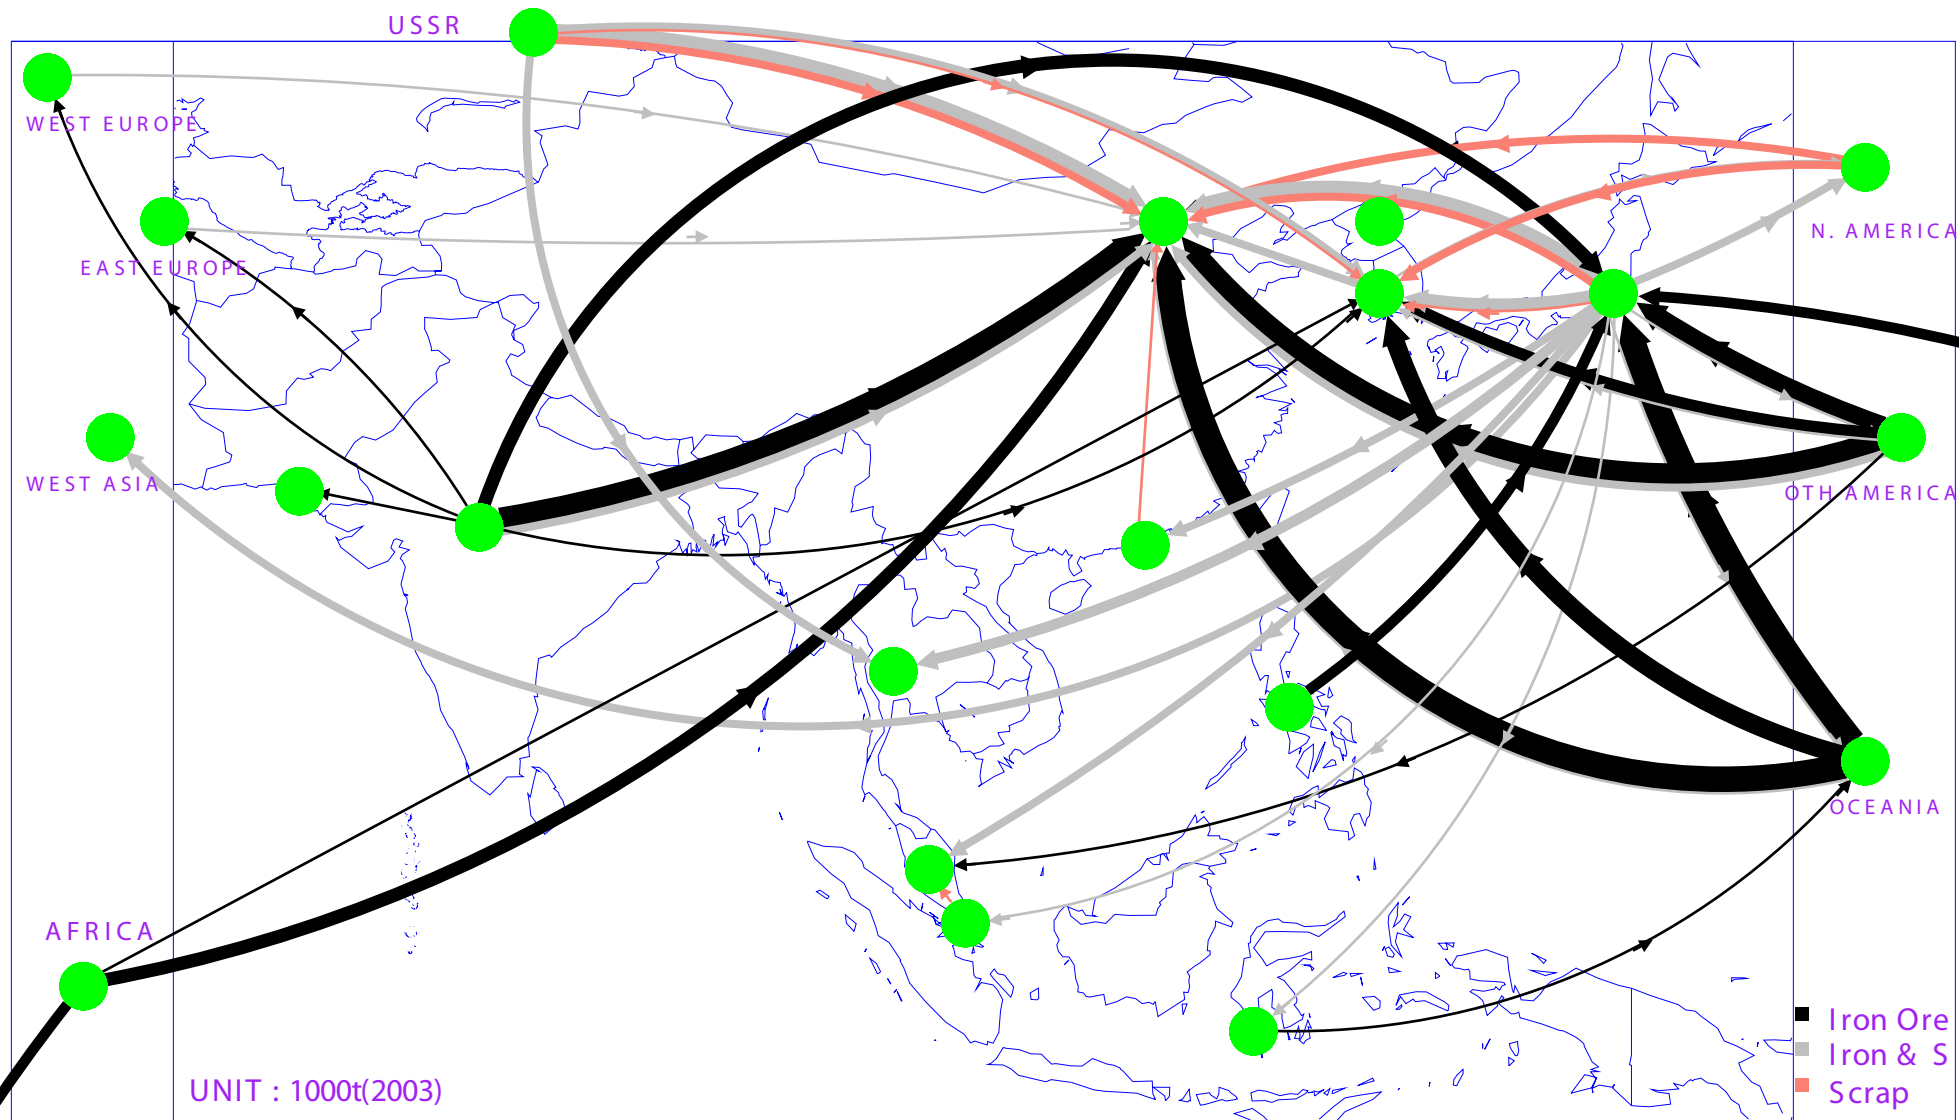 USSR
WEST EUROPE
N. AMERICA
EAST EUROPE
WEST ASIA
OTH AMERICA
OCEANIA
AFRICA
Iron Ore
Iron & S
Scrap
UNIT : 1000t(2003)